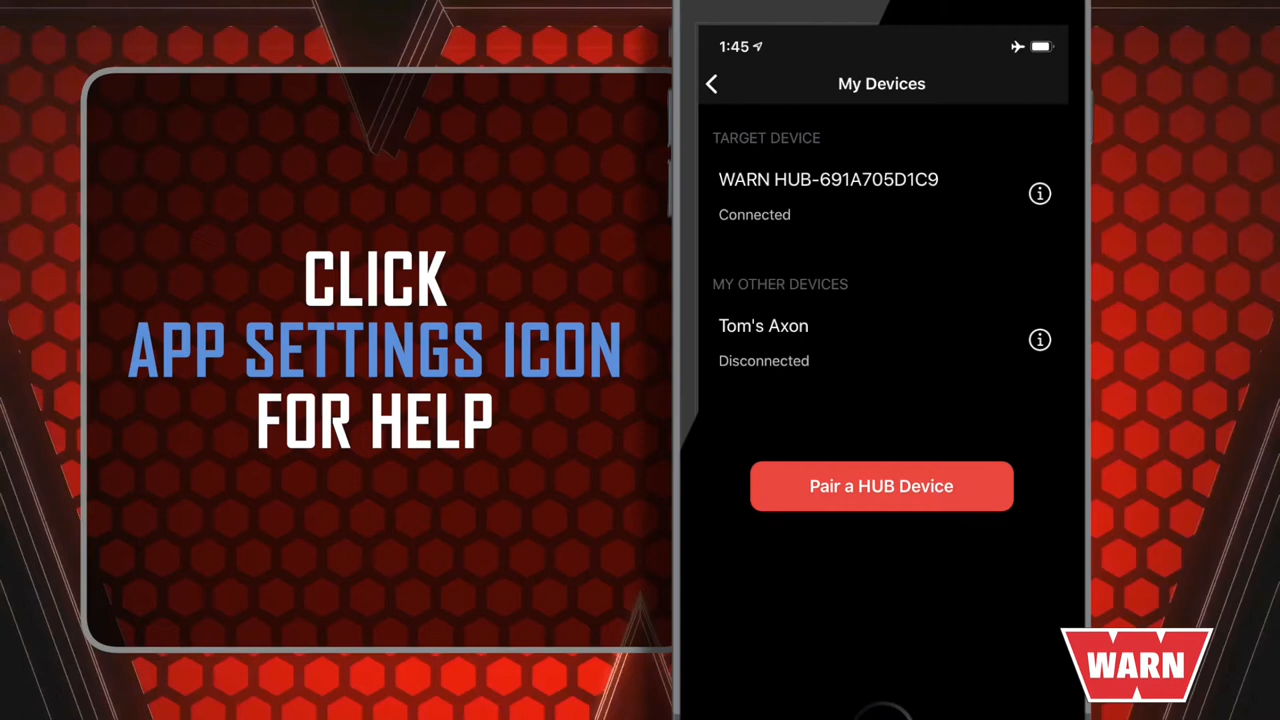 CLICK
APP SETTINGS ICON
FOR HELP
1:45
My Devices
TARGET DEVICE
WARN HUB-691A705D1C9
Connected
MY OTHER DEVICES
Tom's Axon
Disconnected
Pair a HUB Device
WARN